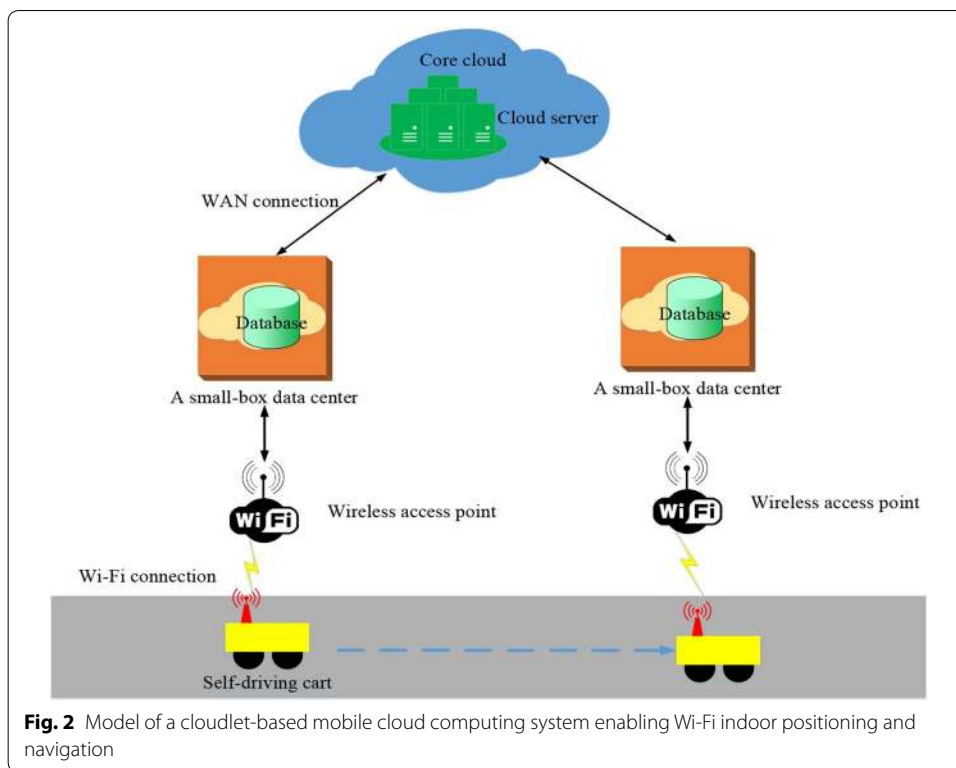 Core cloud
Cloud server
WAN connection
Database
Database
A small-box data center
A small-box data center
Wi Fi
Wireless access point
Wi Fi
Wireless access point
Wi-Fi connection
Self-driving cart
Fig. 2 Model of a cloudlet-based mobile cloud computing system enabling Wi-Fi indoor positioning and
navigation